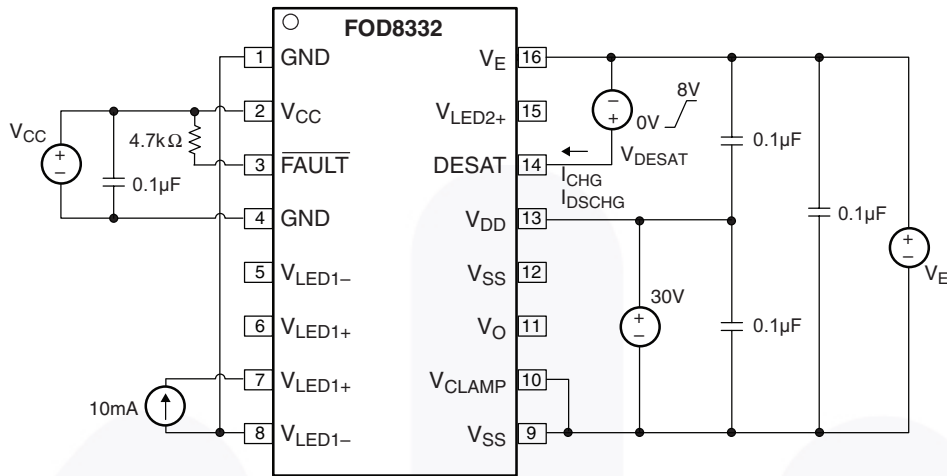 FOD8332
1 GND
2 VCC
3 FAULT
4 GND
5 VLED1–
6 VLED1+
7 VLED1+
8 VLED1–
VE 16
VLED2+ 15
DESAT 14
VDD 13
VSS 12
VO 11
VCLAMP 10
VSS 9
VCC
+
–
4.7kΩ
0.1µF
10mA
–
+
8V
0V
VDESAT
ICHG
IDSCHG
0.1µF
30V
+
–
0.1µF
0.1µF
+
–
VE